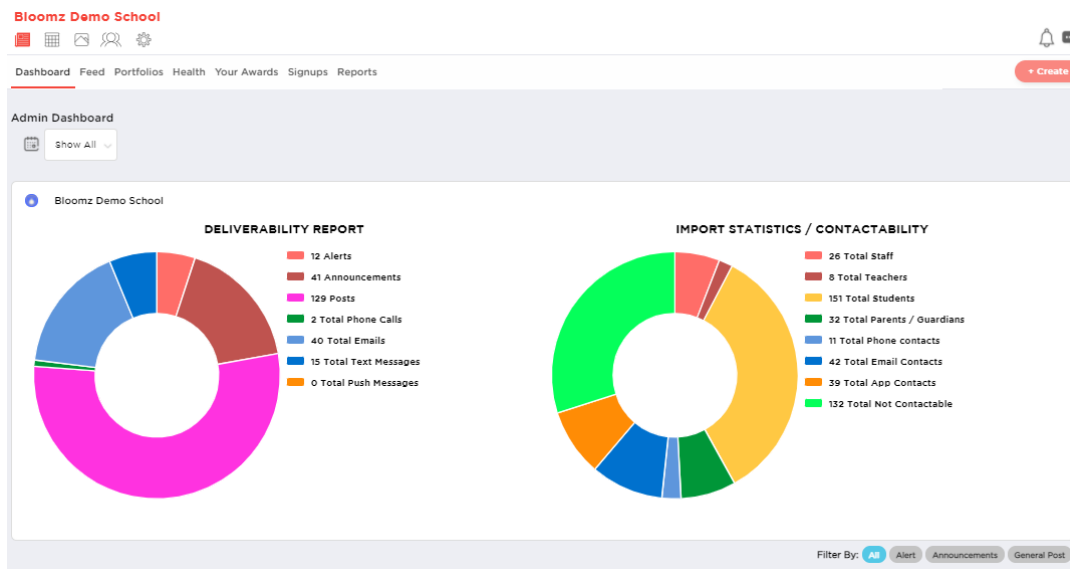 Bloomz Demo School
Dashboard Feed Portfolios Health Your Awards Signups Reports
+ Create
Admin Dashboard
Show All
Bloomz Demo School
DELIVERABILITY REPORT
12 Alerts
41 Announcements
129 Posts
2 Total Phone Calls
40 Total Emails
15 Total Text Messages
0 Total Push Messages
IMPORT STATISTICS / CONTACTABILITY
26 Total Staff
8 Total Teachers
151 Total Students
32 Total Parents / Guardians
11 Total Phone contacts
42 Total Email Contacts
39 Total App Contacts
132 Total Not Contactable
Filter By: All Alert Announcements General Post